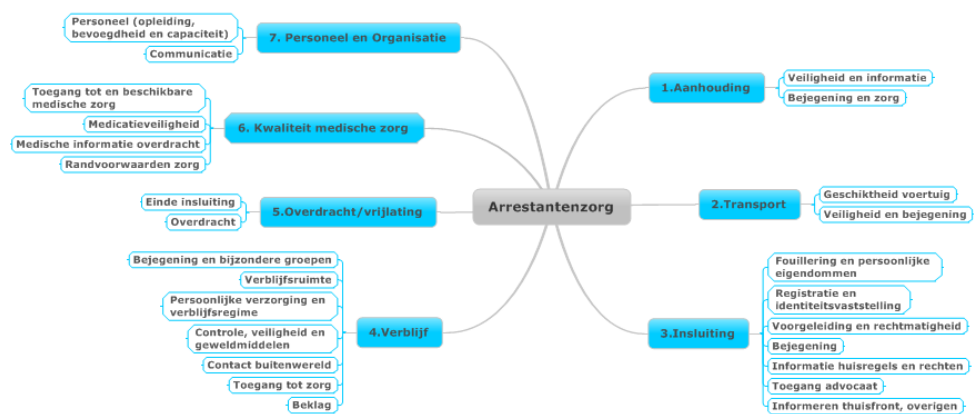 Arrestantenzorg
1.Aanhouding
Veiligheid en informatie
Bejegening en zorg
2.Transport
Geschiktheid voertuig
Veiligheid en bejegening
3.Insluiting
Fouillering en persoonlijke
eigendommen
Registratie en
identiteitsvaststelling
Voorgeleiding en rechtmatigheid
Bejegening
Informatie huisregels en rechten
Toegang advocaat
Informeren thuisfront, overigen
4.Verblijf
Bejegening en bijzondere groepen
Verblijfsruimte
Persoonlijke verzorging en
verblijfsregime
Controle, veiligheid en
geweldmiddelen
Contact buitenwereld
Toegang tot zorg
Beklag
5.Overdracht/vrijlating
Einde insluiting
Overdracht
6. Kwaliteit medische zorg
Toegang tot en beschikbare
medische zorg
Medicatieveiligheid
Medische informatie overdracht
Randvoorwaarden zorg
7. Personeel en Organisatie
Personeel (opleiding,
bevoegdheid en capaciteit)
Communicatie